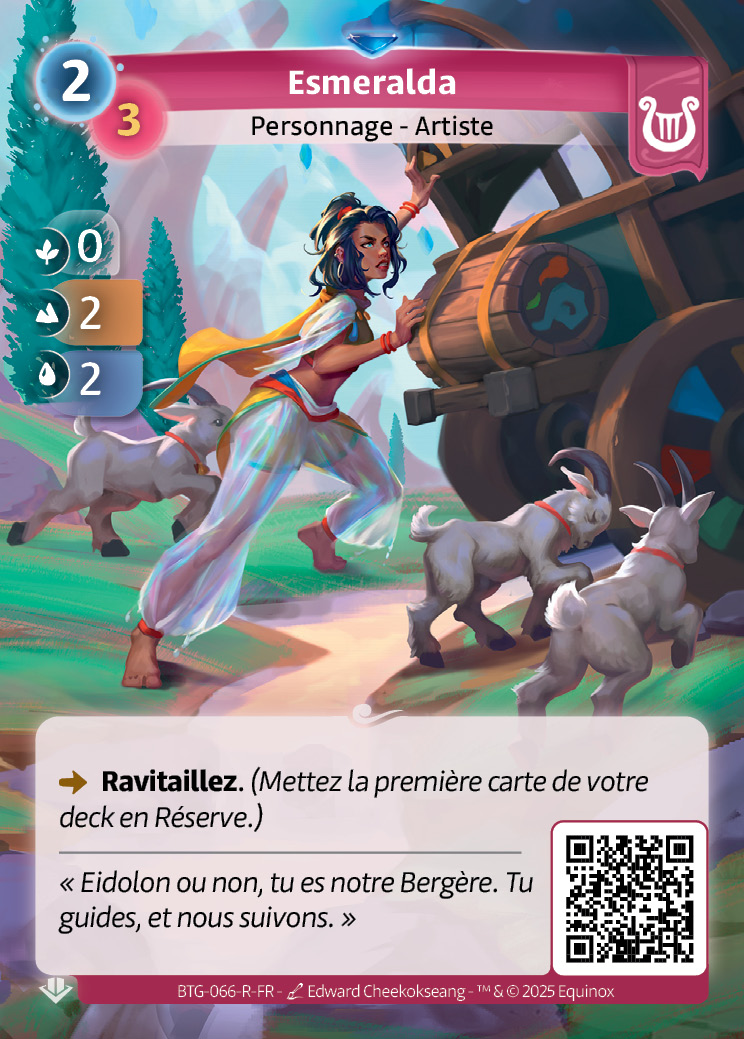 2
Esmeralda
3
Personnage - Artiste
0
2
2
Ravitaillez. (Mettez la première carte de votre
deck en Réserve.)
« Eidolon ou non, tu es notre Bergère. Tu
guides, et nous suivons. »
BTG-066-R-FR - Edward Cheekokseang - ™ & © 2025 Equinox